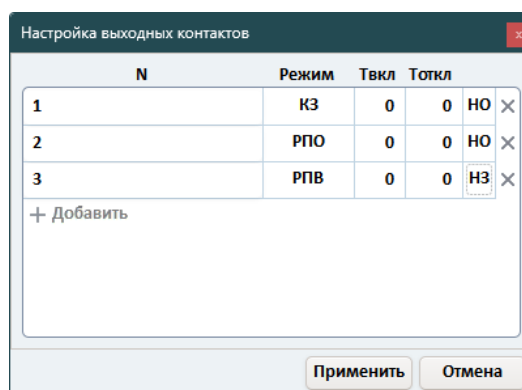 Настройка выходных контактов x
N Режим Твкл Тоткл
1 КЗ 0 0 НО
2 РПО 0 0 НО
3 РПВ 0 0 НЗ
+ Добавить
Применить Отмена